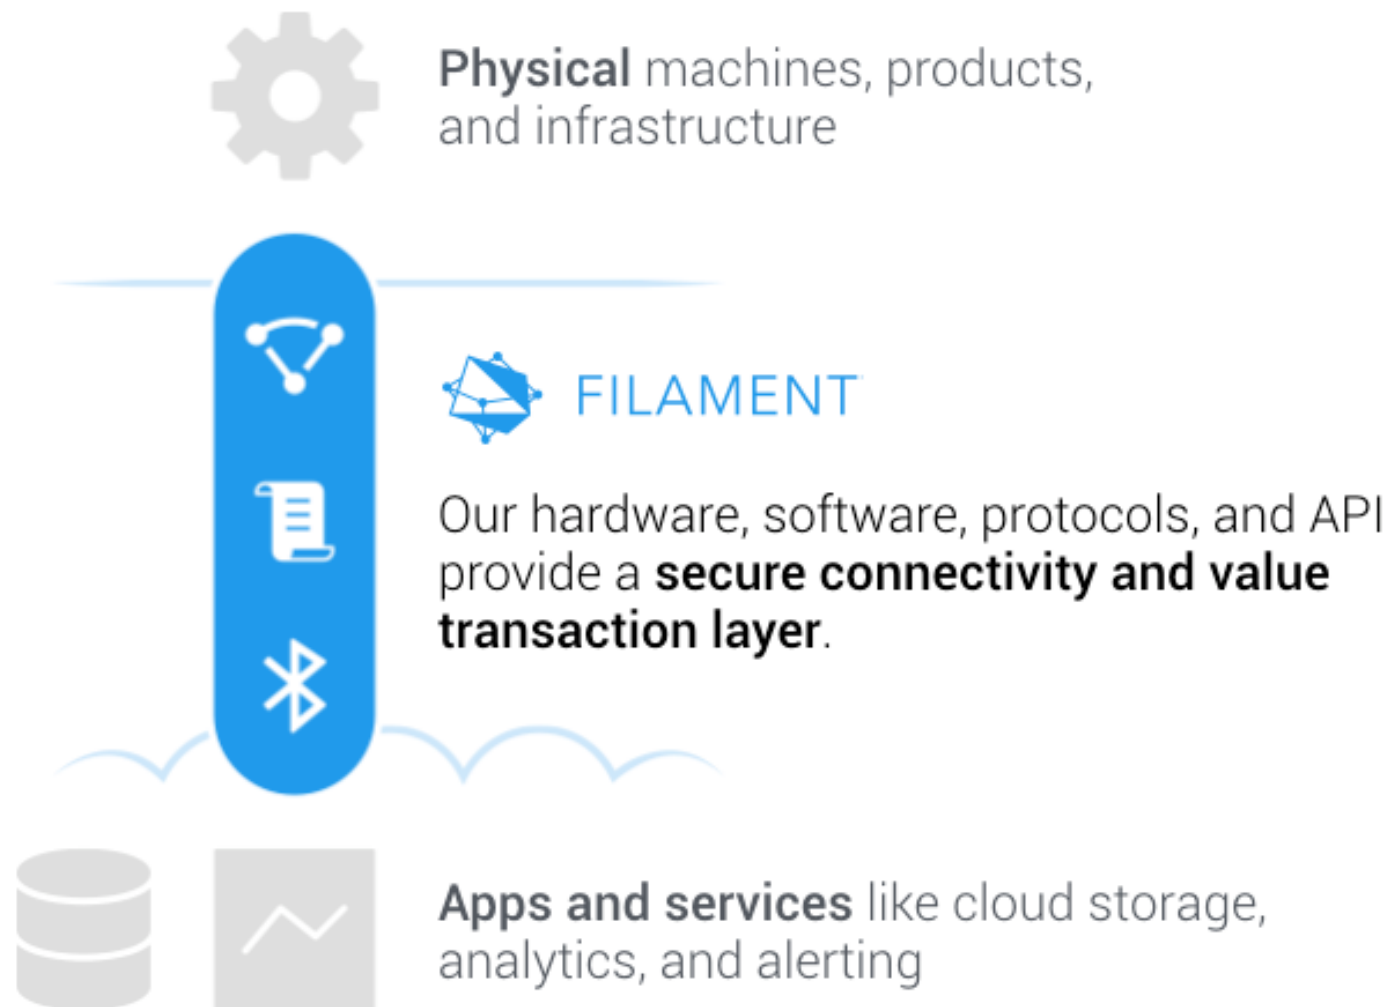 Physical machines, products,
and infrastructure
FILAMENT
Our hardware, software, protocols, and API
provide a secure connectivity and value
transaction layer.
Apps and services like cloud storage,
analytics, and alerting